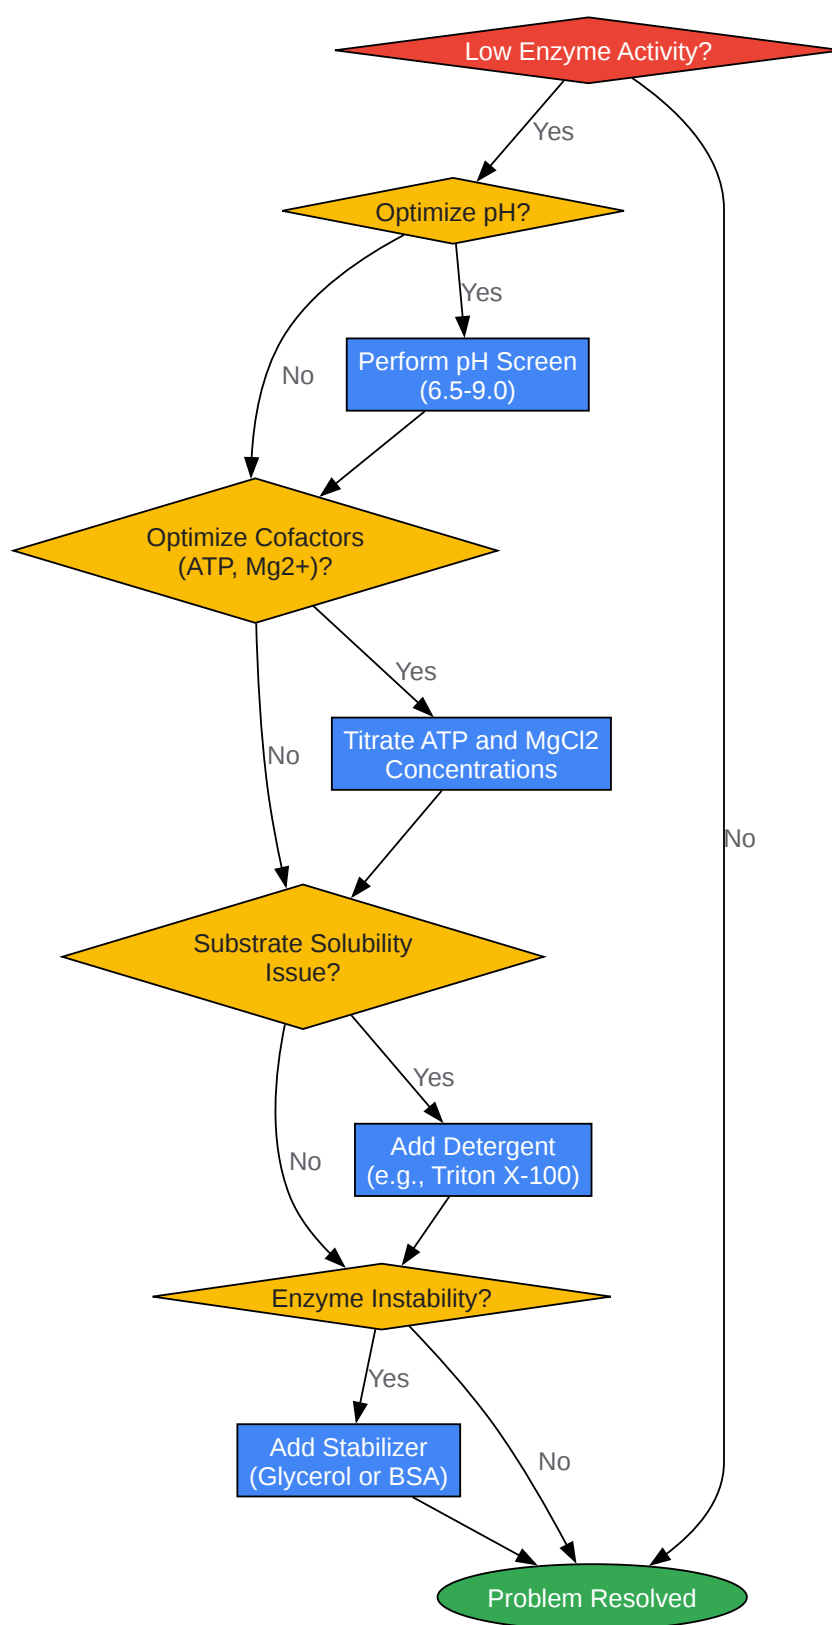 Low Enzyme Activity?
Yes
Optimize pH?
Yes
No
Perform pH Screen
(6.5-9.0)
Optimize Cofactors
(ATP, Mg2+)?
Yes
No
Titrate ATP and MgCl2
Concentrations
No
Substrate Solubility
Issue?
Yes
No
Add Detergent
(e.g., Triton X-100)
Enzyme Instability?
Yes
No
Add Stabilizer
(Glycerol or BSA)
Problem Resolved